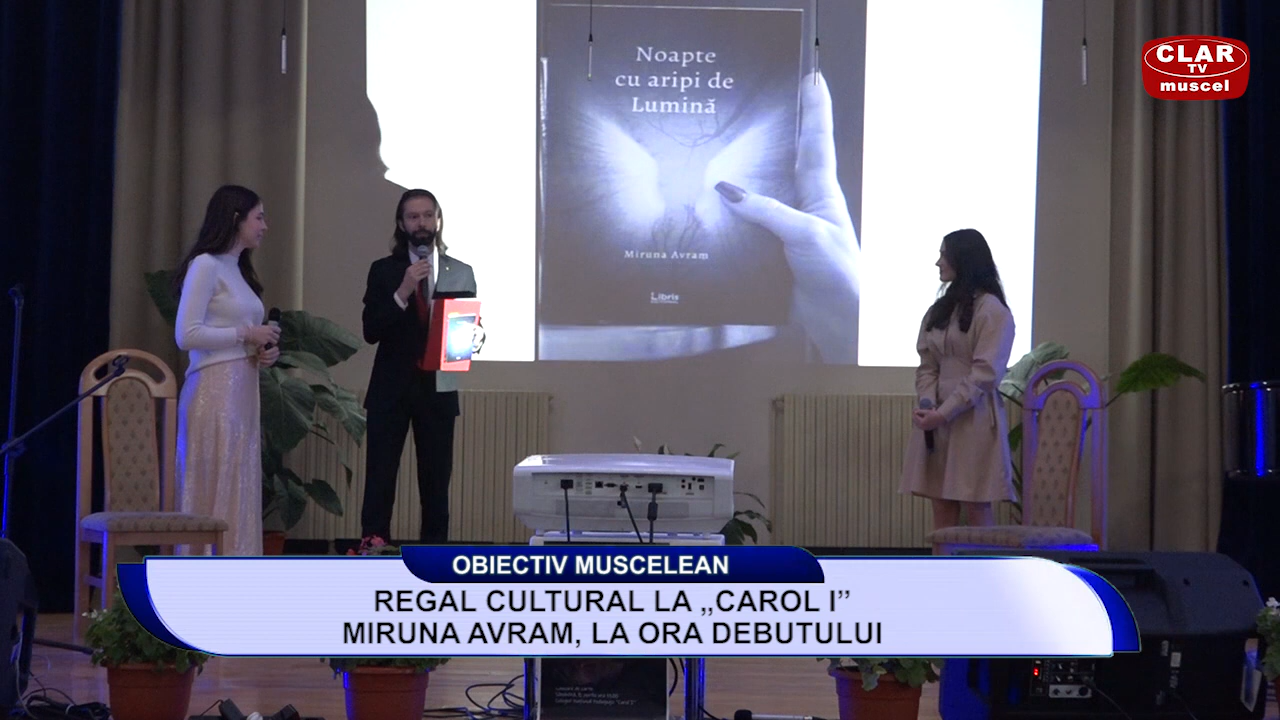 Noapte
cu aripi de
Lumină
Miruna Avram
Libris
CLAR
TV
muscel
OBIECTIV MUSCELEAN
REGAL CULTURAL LA „CAROL I”
MIRUNA AVRAM, LA ORA DEBUTULUI